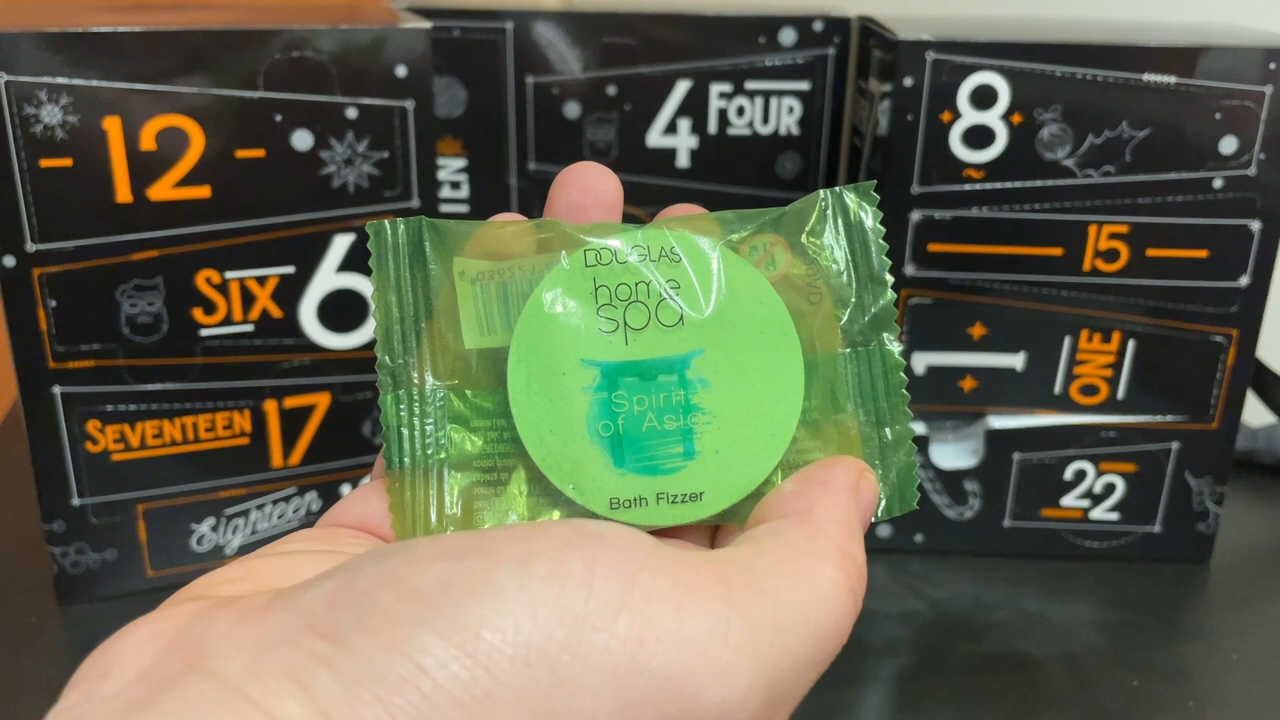 12
SIX 6
SEVENTEEN 17
Eighteen
4 FOUR
8
15
1 ONE
22
DOUGLAS
home
spa
Spirit
of Asia
Bath Fizzer